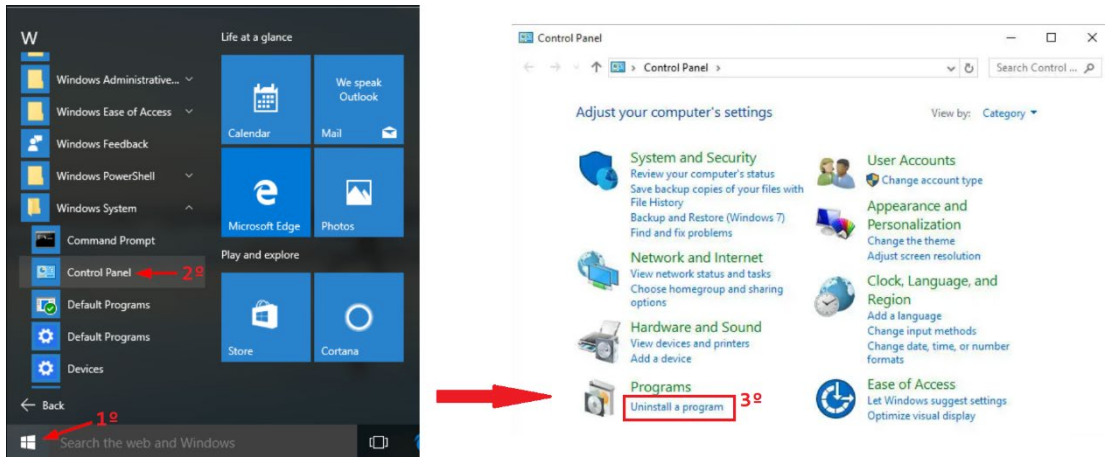 W
Windows Administrative...
Windows Ease of Access
Windows Feedback
Windows PowerShell
Windows System
Command Prompt
Control Panel
2º
Default Programs
Default Programs
Devices
Back
1º
Search the web and Windows
Life at a glance
Calendar
We speak
Outlook
Mail
Microsoft Edge
Photos
Play and explore
Store
Cortana
Control Panel
Control Panel
Search Control ...
Adjust your computer's settings
View by: Category
System and Security
Review your computer's status
Save backup copies of your files with
File History
Backup and Restore (Windows 7)
Find and fix problems
Network and Internet
View network status and tasks
Choose homegroup and sharing
options
Hardware and Sound
View devices and printers
Add a device
Programs
Uninstall a program
3º
User Accounts
Change account type
Appearance and
Personalization
Change the theme
Adjust screen resolution
Clock, Language, and
Region
Add a language
Change input methods
Change date, time, or number
formats
Ease of Access
Let Windows suggest settings
Optimize visual display